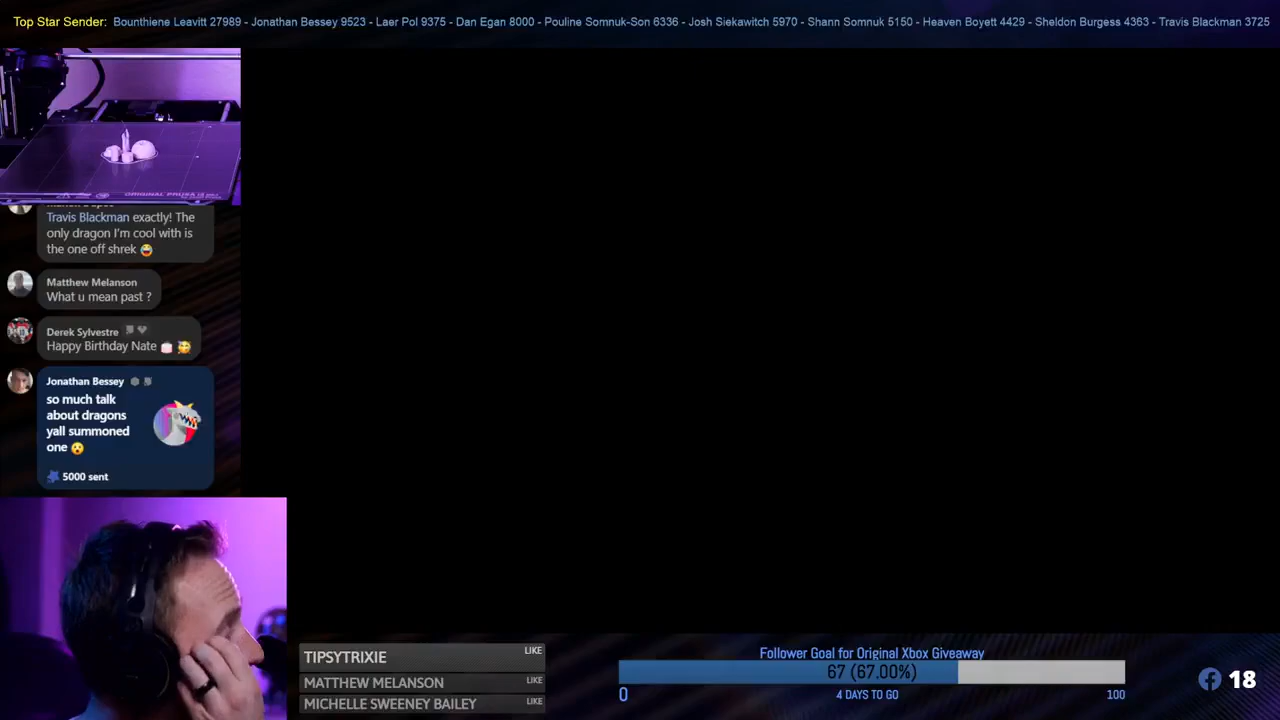 Top Star Sender: Bounthiene Leavitt 27989 - Jonathan Bessey 9523 - Laer Pol 9375 - Dan Egan 8000 - Pouline Somnuk-Son 6336 - Josh Siekawitch 5970 - Shann Somnuk 5150 - Heaven Boyett 4429 - Sheldon Burgess 4363 - Travis Blackman 3725
ORIGINAL PRUSA
Travis Blackman exactly! The
only dragon I'm cool with is
the one off shrek 😂
Matthew Melanson
What u mean past ?
Derek Sylvestre
Happy Birthday Nate 🎂 🥰
Jonathan Bessey
so much talk
about dragons
yall summoned
one 😮
5000 sent
TIPSYTRIXIE LIKE
MATTHEW MELANSON LIKE
MICHELLE SWEENEY BAILEY LIKE
Follower Goal for Original Xbox Giveaway
67 (67.00%)
0 4 DAYS TO GO 100
18